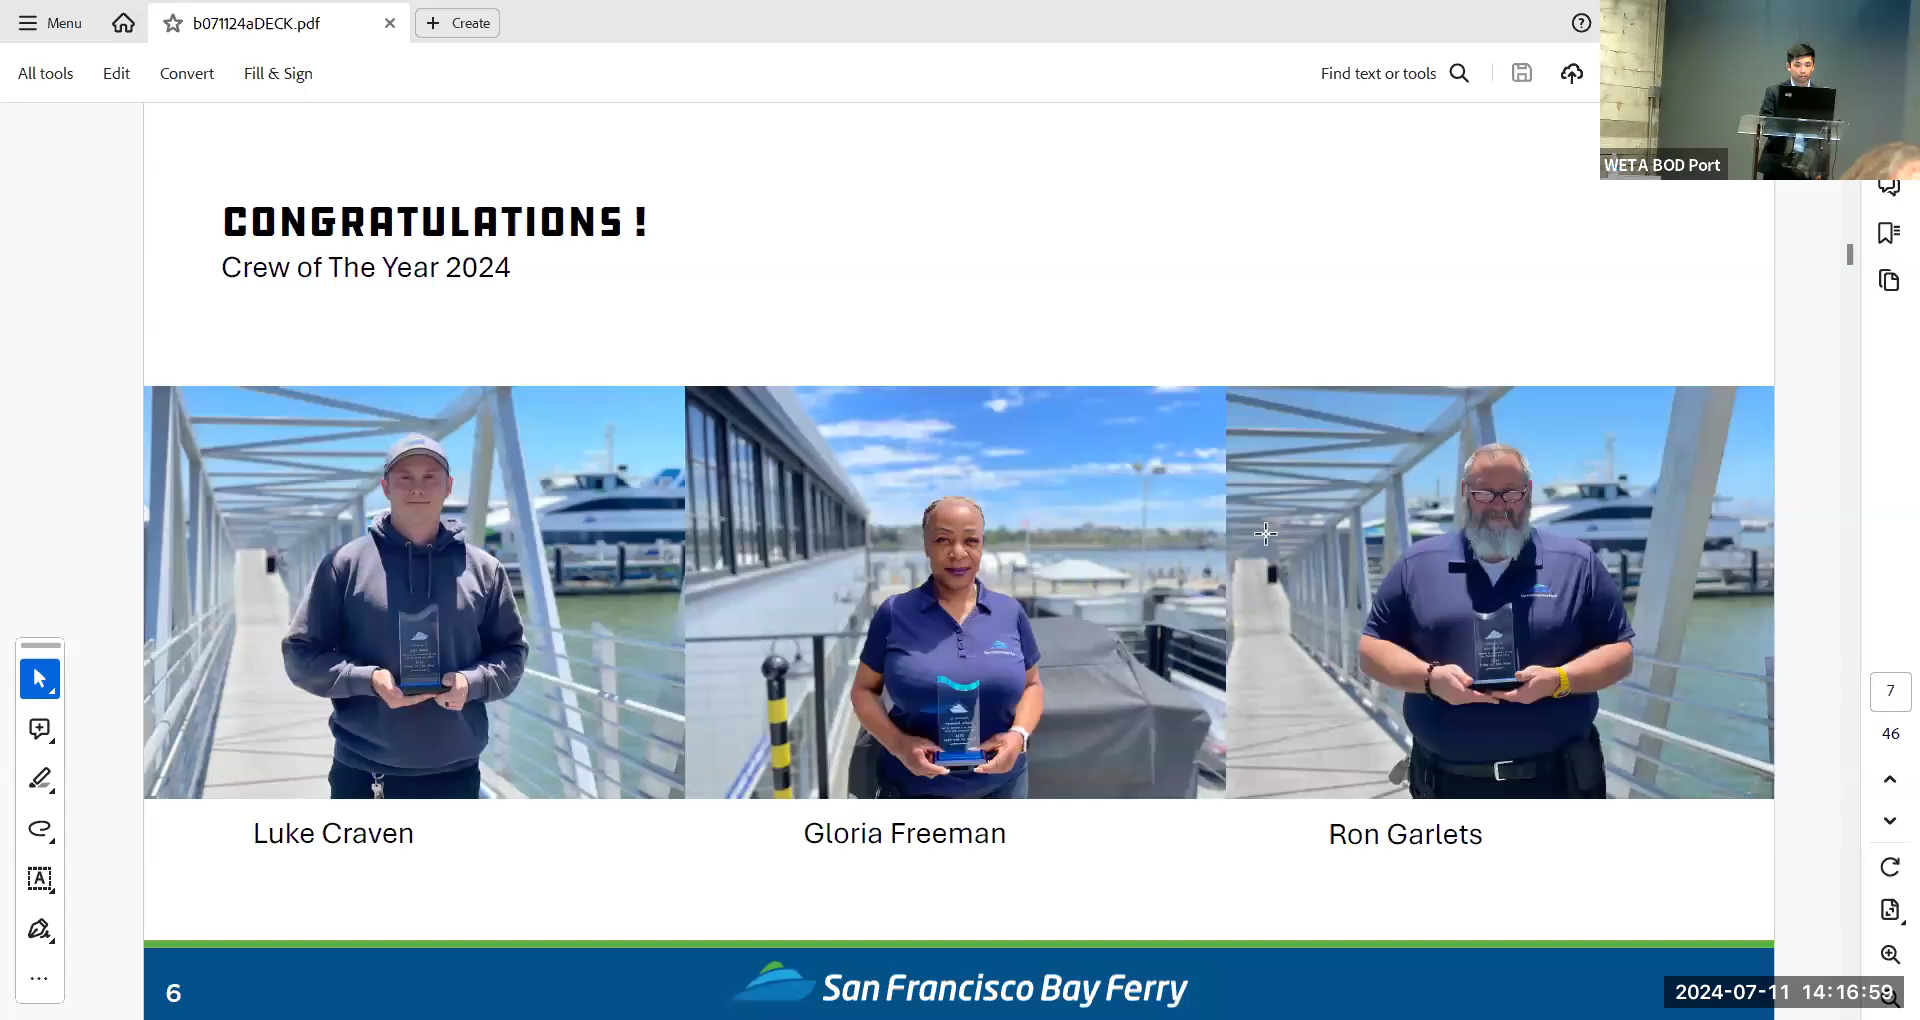 Menu
b071124aDECK.pdf
Create
All tools
Edit
Convert
Fill & Sign
Find text or tools
WETA BOD Port
CONGRATULATIONS !
Crew of The Year 2024
Luke Craven
Gloria Freeman
Ron Garlets
7
46
6
San Francisco Bay Ferry
2024-07-11 14:16:59